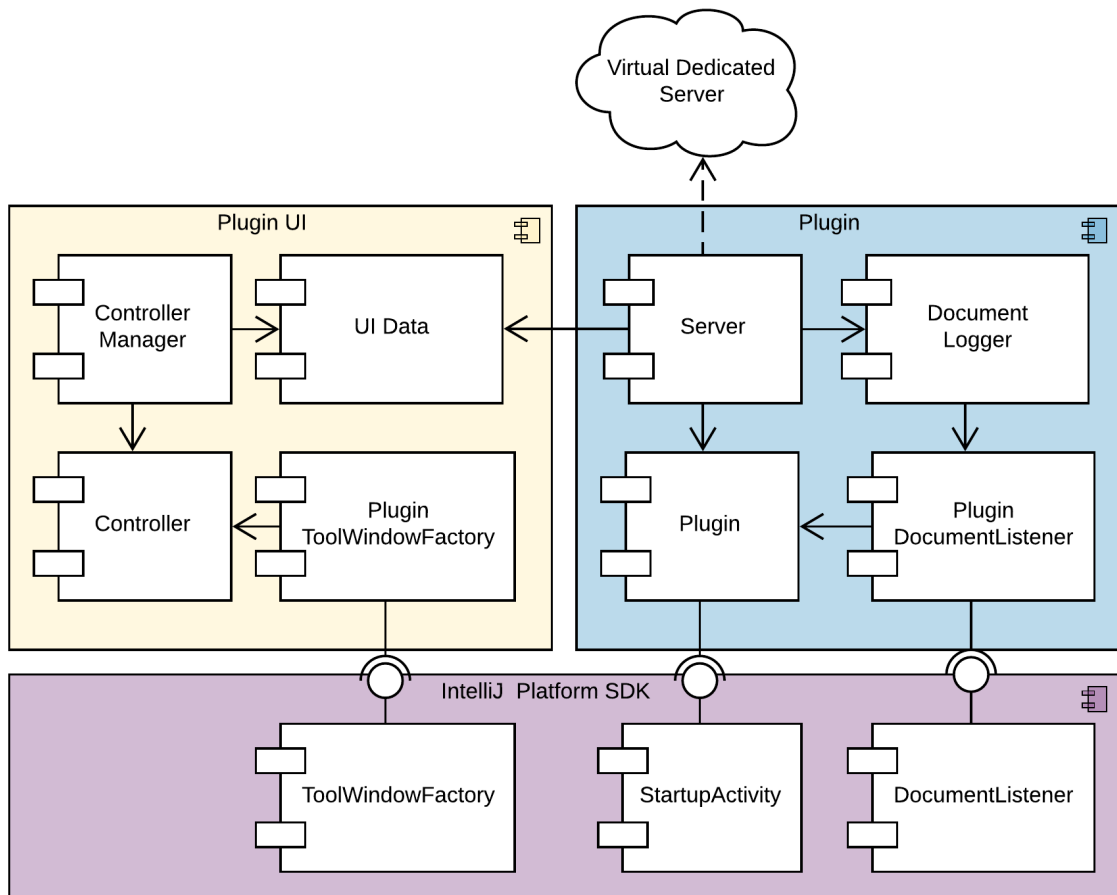 Virtual Dedicated
Server
Plugin UI
Controller
Manager
UI Data
Controller
Plugin
ToolWindowFactory
Plugin
Server
Document
Logger
Plugin
Plugin
DocumentListener
IntelliJ  Platform SDK
ToolWindowFactory
StartupActivity
DocumentListener